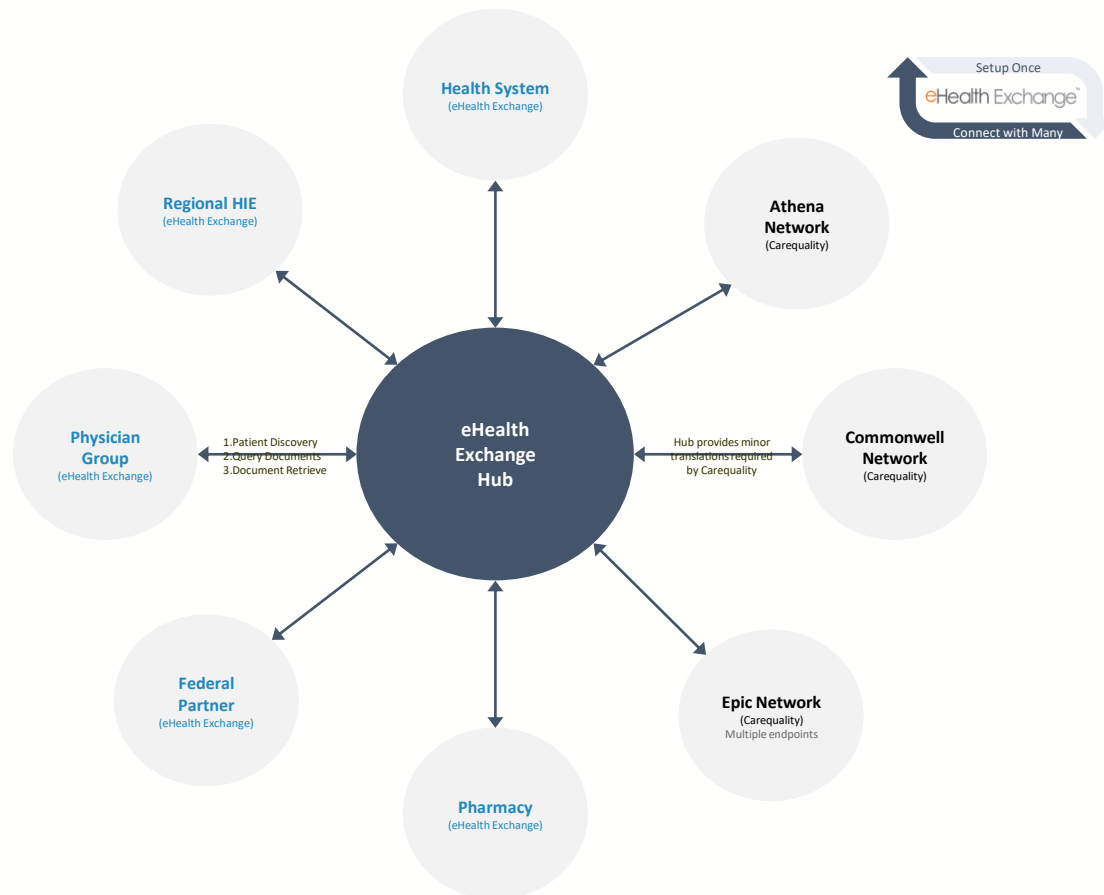 Health System
(eHealth Exchange)
Setup Once
eHealth Exchange™
Connect with Many
Regional HIE
(eHealth Exchange)
Athena
Network
(Carequality)
Physician
Group
(eHealth Exchange)
1.Patient Discovery
2.Query Documents
3.Document Retrieve
eHealth
Exchange
Hub
Hub provides minor
translations required
by Carequality
Commonwell
Network
(Carequality)
Federal
Partner
(eHealth Exchange)
Epic Network
(Carequality)
Multiple endpoints
Pharmacy
(eHealth Exchange)